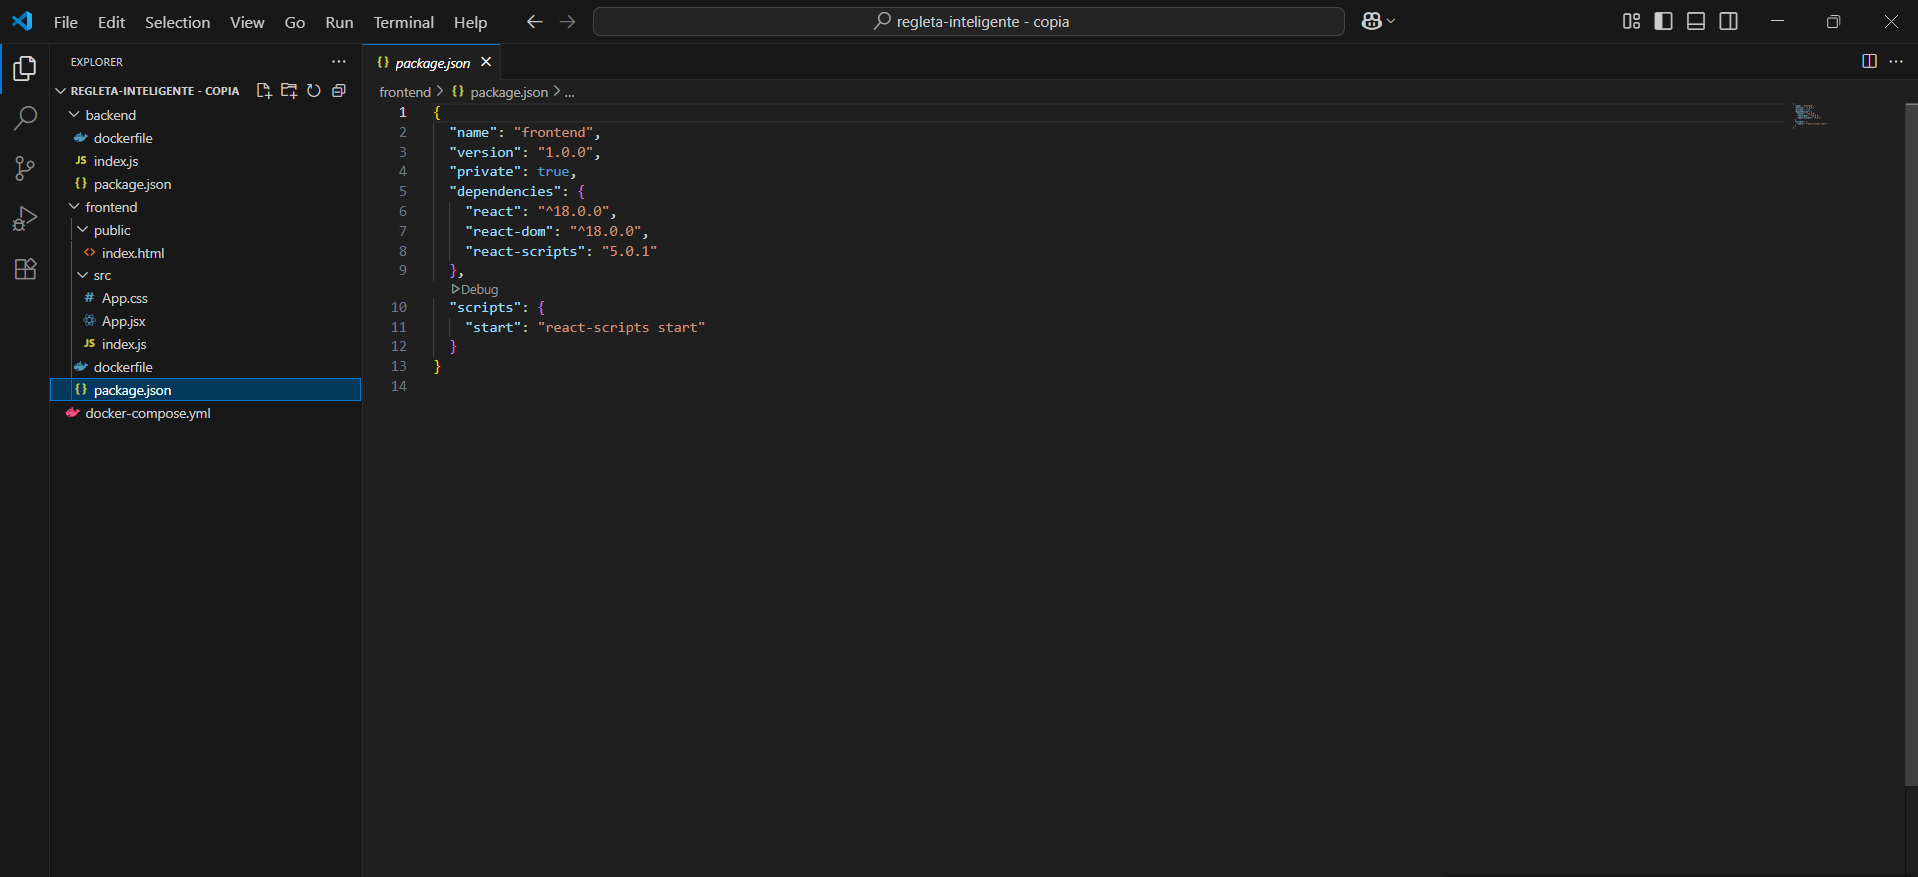 File Edit Selection View Go Run Terminal Help
regleta-inteligente - copia
EXPLORER
REGLETA-INTELIGENTE - COPIA
backend
dockerfile
JS index.js
{} package.json
frontend
public
<> index.html
src
# App.css
App.jsx
JS index.js
dockerfile
{} package.json
docker-compose.yml
{} package.json
frontend > {} package.json > ...
1 {
2 "name": "frontend",
3 "version": "1.0.0",
4 "private": true,
5 "dependencies": {
6 "react": "^18.0.0",
7 "react-dom": "^18.0.0",
8 "react-scripts": "5.0.1"
9 },
Debug
10 "scripts": {
11 "start": "react-scripts start"
12 }
13 }
14